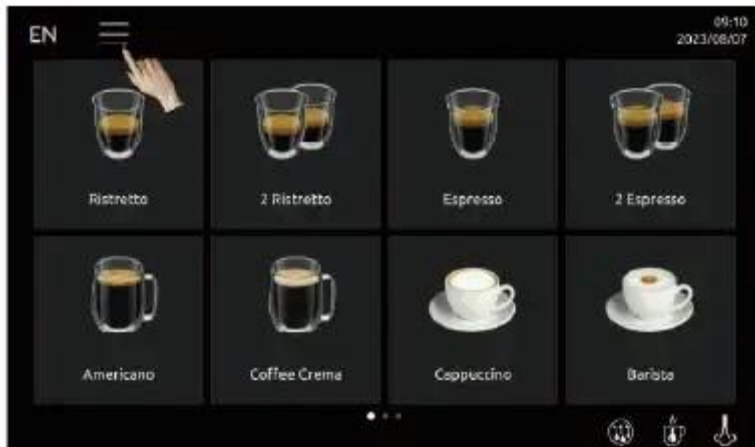 EN
09:10
2023/08/07
Ristretto
2 Ristretto
Espresso
2 Espresso
Americano
Coffee Crema
Cappuccino
Barista